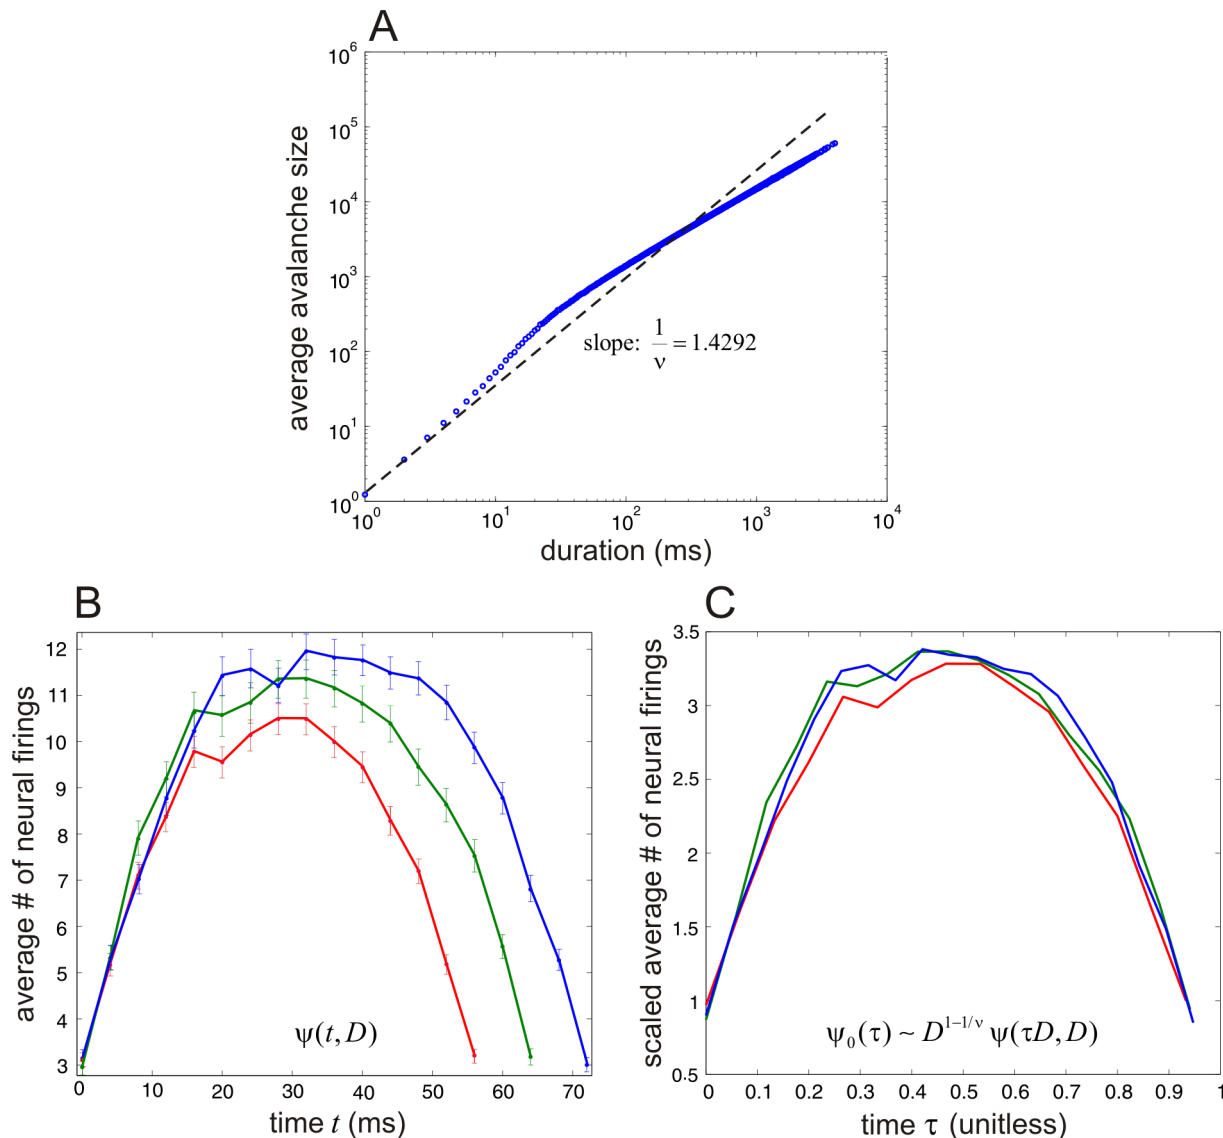 A
average avalanche size
10^6
10^5
10^4
10^3
10^2
10^1
10^0
10^0 10^1 10^2 10^3 10^4
duration (ms)
slope: 1/ν = 1.4292
B
average # of neural firings
12
11
10
9
8
7
6
5
4
3
0 10 20 30 40 50 60 70
time t (ms)
ψ(t, D)
C
scaled average # of neural firings
3.5
3
2.5
2
1.5
1
0.5
0 0.1 0.2 0.3 0.4 0.5 0.6 0.7 0.8 0.9 1
time τ (unitless)
ψ₀(τ) ~ D^{1−1/ν} ψ(τD, D)